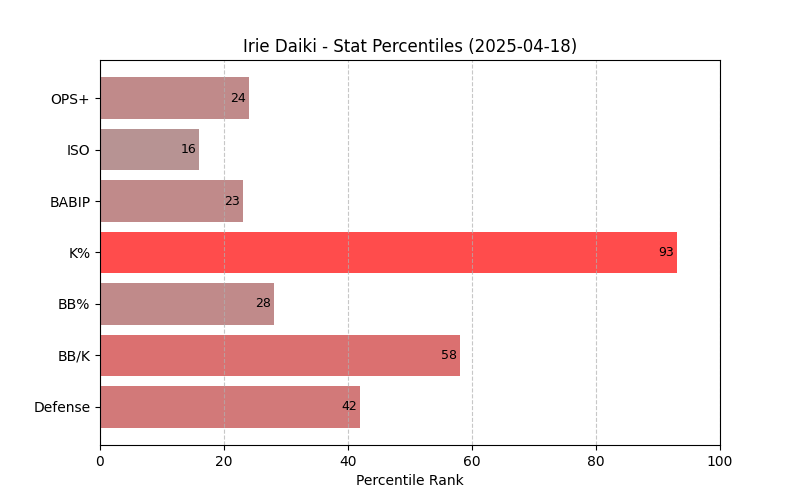 Irie Daiki - Stat Percentiles (2025-04-18)
OPS+ 24
ISO 16
BABIP 23
K% 93
BB% 28
BB/K 58
Defense 42
0 20 40 60 80 100
Percentile Rank